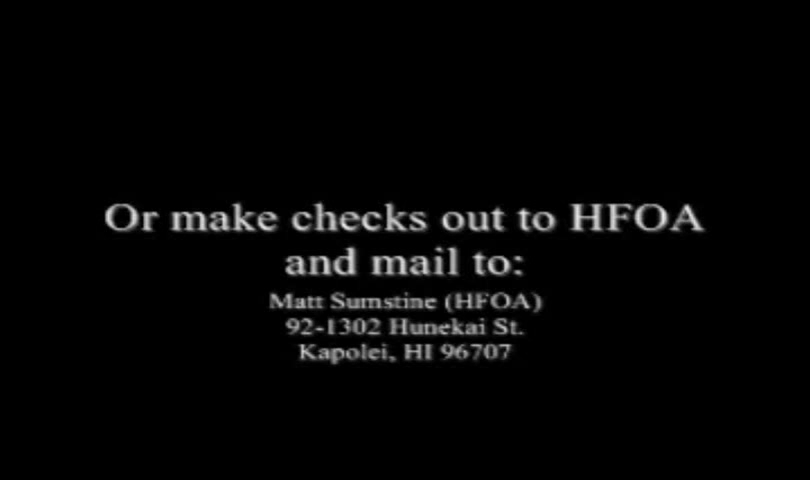 Or make checks out to HFOA
and mail to:
Matt Sumstine (HFOA)
92-1302 Hunekai St.
Kapolei, HI 96707